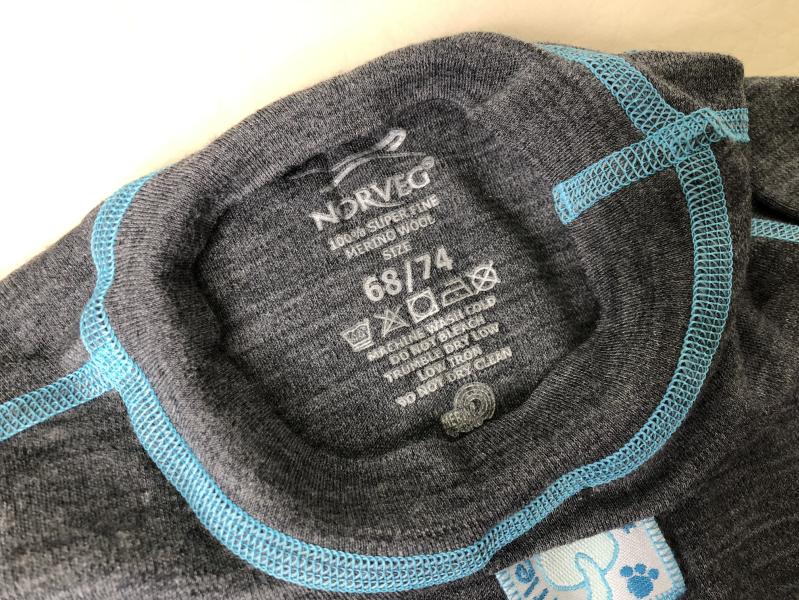 NORVEG
100% SUPER FINE
MERINO WOOL
SIZE
68/74
MACHINE WASH COLD
DO NOT BLEACH
TRUMBLE DRY LOW
LOW IRON
DO NOT DRY CLEAN